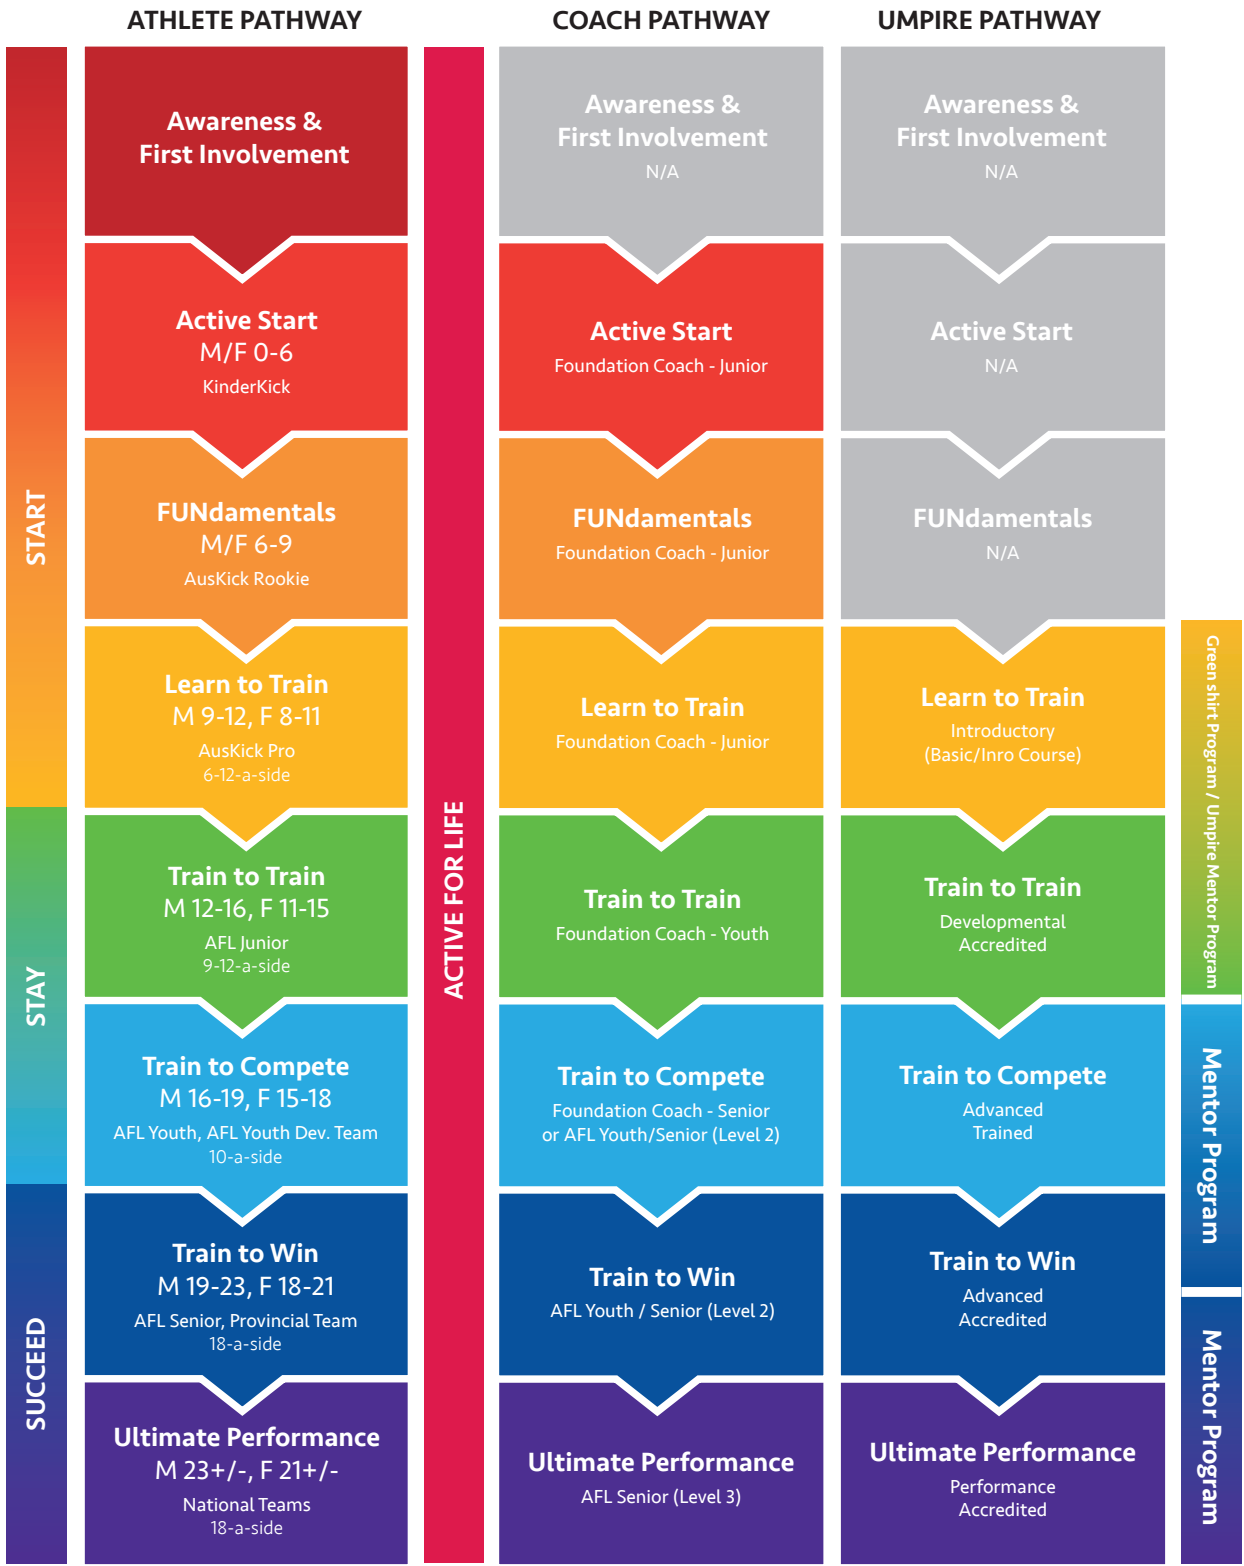 ATHLETE PATHWAY
COACH PATHWAY
UMPIRE PATHWAY
START
STAY
SUCCEED
Awareness &
First Involvement
Active Start
M/F 0-6
KinderKick
FUNdamentals
M/F 6-9
AusKick Rookie
Learn to Train
M 9-12, F 8-11
AusKick Pro
6-12-a-side
Train to Train
M 12-16, F 11-15
AFL Junior
9-12-a-side
Train to Compete
M 16-19, F 15-18
AFL Youth, AFL Youth Dev. Team
10-a-side
Train to Win
M 19-23, F 18-21
AFL Senior, Provincial Team
18-a-side
Ultimate Performance
M 23+/-, F 21+/-
National Teams
18-a-side
ACTIVE FOR LIFE
Awareness &
First Involvement
N/A
Active Start
Foundation Coach - Junior
FUNdamentals
Foundation Coach - Junior
Learn to Train
Foundation Coach - Junior
Train to Train
Foundation Coach - Youth
Train to Compete
Foundation Coach - Senior
or AFL Youth/Senior (Level 2)
Train to Win
AFL Youth / Senior (Level 2)
Ultimate Performance
AFL Senior (Level 3)
Awareness &
First Involvement
N/A
Active Start
N/A
FUNdamentals
N/A
Learn to Train
Introductory
(Basic/Inro Course)
Train to Train
Developmental
Accredited
Train to Compete
Advanced
Trained
Train to Win
Advanced
Accredited
Ultimate Performance
Performance
Accredited
Green shirt Program / Umpire Mentor Program
Mentor Program
Mentor Program